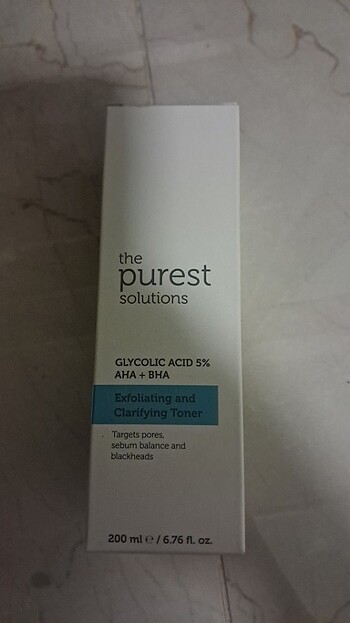 the
purest
solutions
GLYCOLIC ACID 5%
AHA + BHA
Exfoliating and
Clarifying Toner
Targets pores,
sebum balance and
blackheads
200 ml ℮ / 6.76 fl. oz.